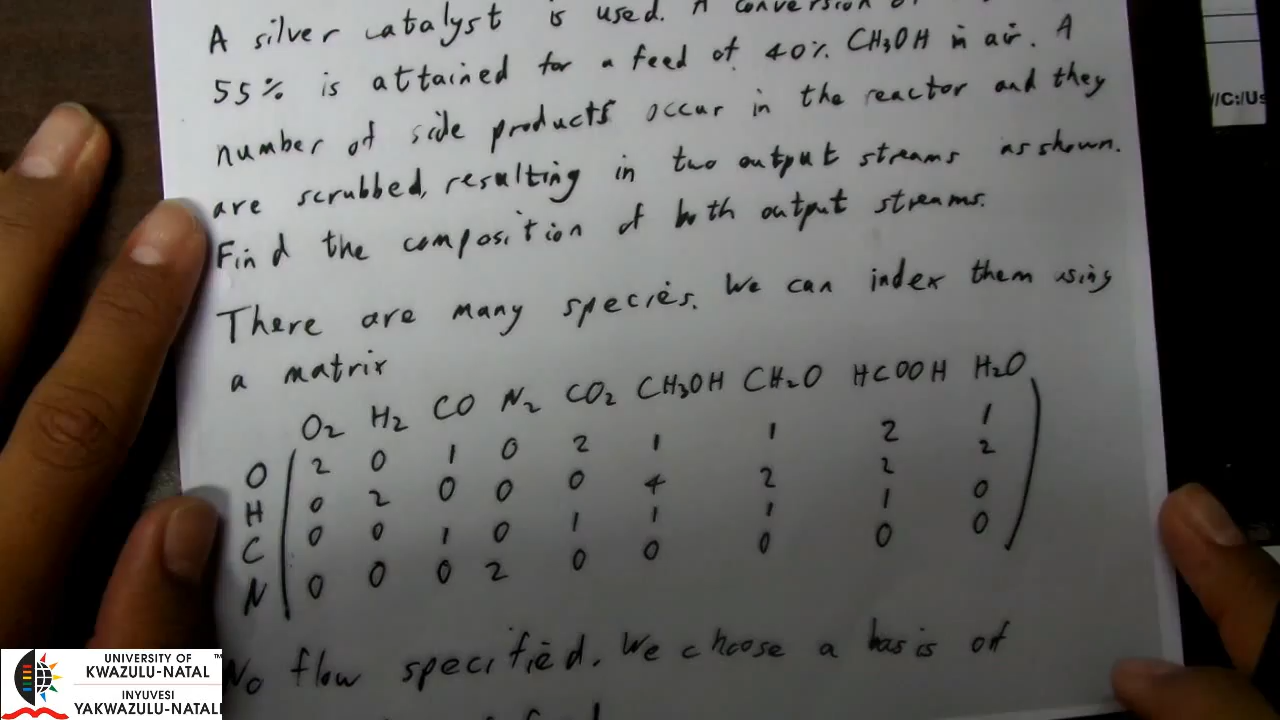 A silver catalyst is used. A conversion of
55% is attained for a feed of 40% CH₃OH in air. A
number of side products occur in the reactor and they
are scrubbed, resulting in two output streams as shown.
Find the composition of both output streams.
There are many species. We can index them using
a matrix
O₂ H₂ CO N₂ CO₂ CH₃OH CH₂O HCOOH H₂O
O 2 0 1 0 2 1 1 2 1
H 0 2 0 0 0 4 2 2 2
C 0 0 1 0 1 1 1 1 0
N 0 0 0 2 0 0 0 0 0
No flow specified. We choose a basis of
//C:/Us
UNIVERSITY OF ™
KWAZULU-NATAL
INYUVESI
YAKWAZULU-NATALI